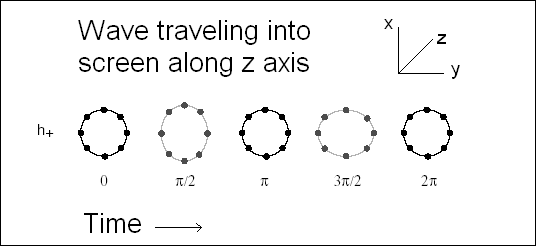 Wave traveling into
screen along z axis
x
z
y
h+
0 π/2 π 3π/2 2π
Time